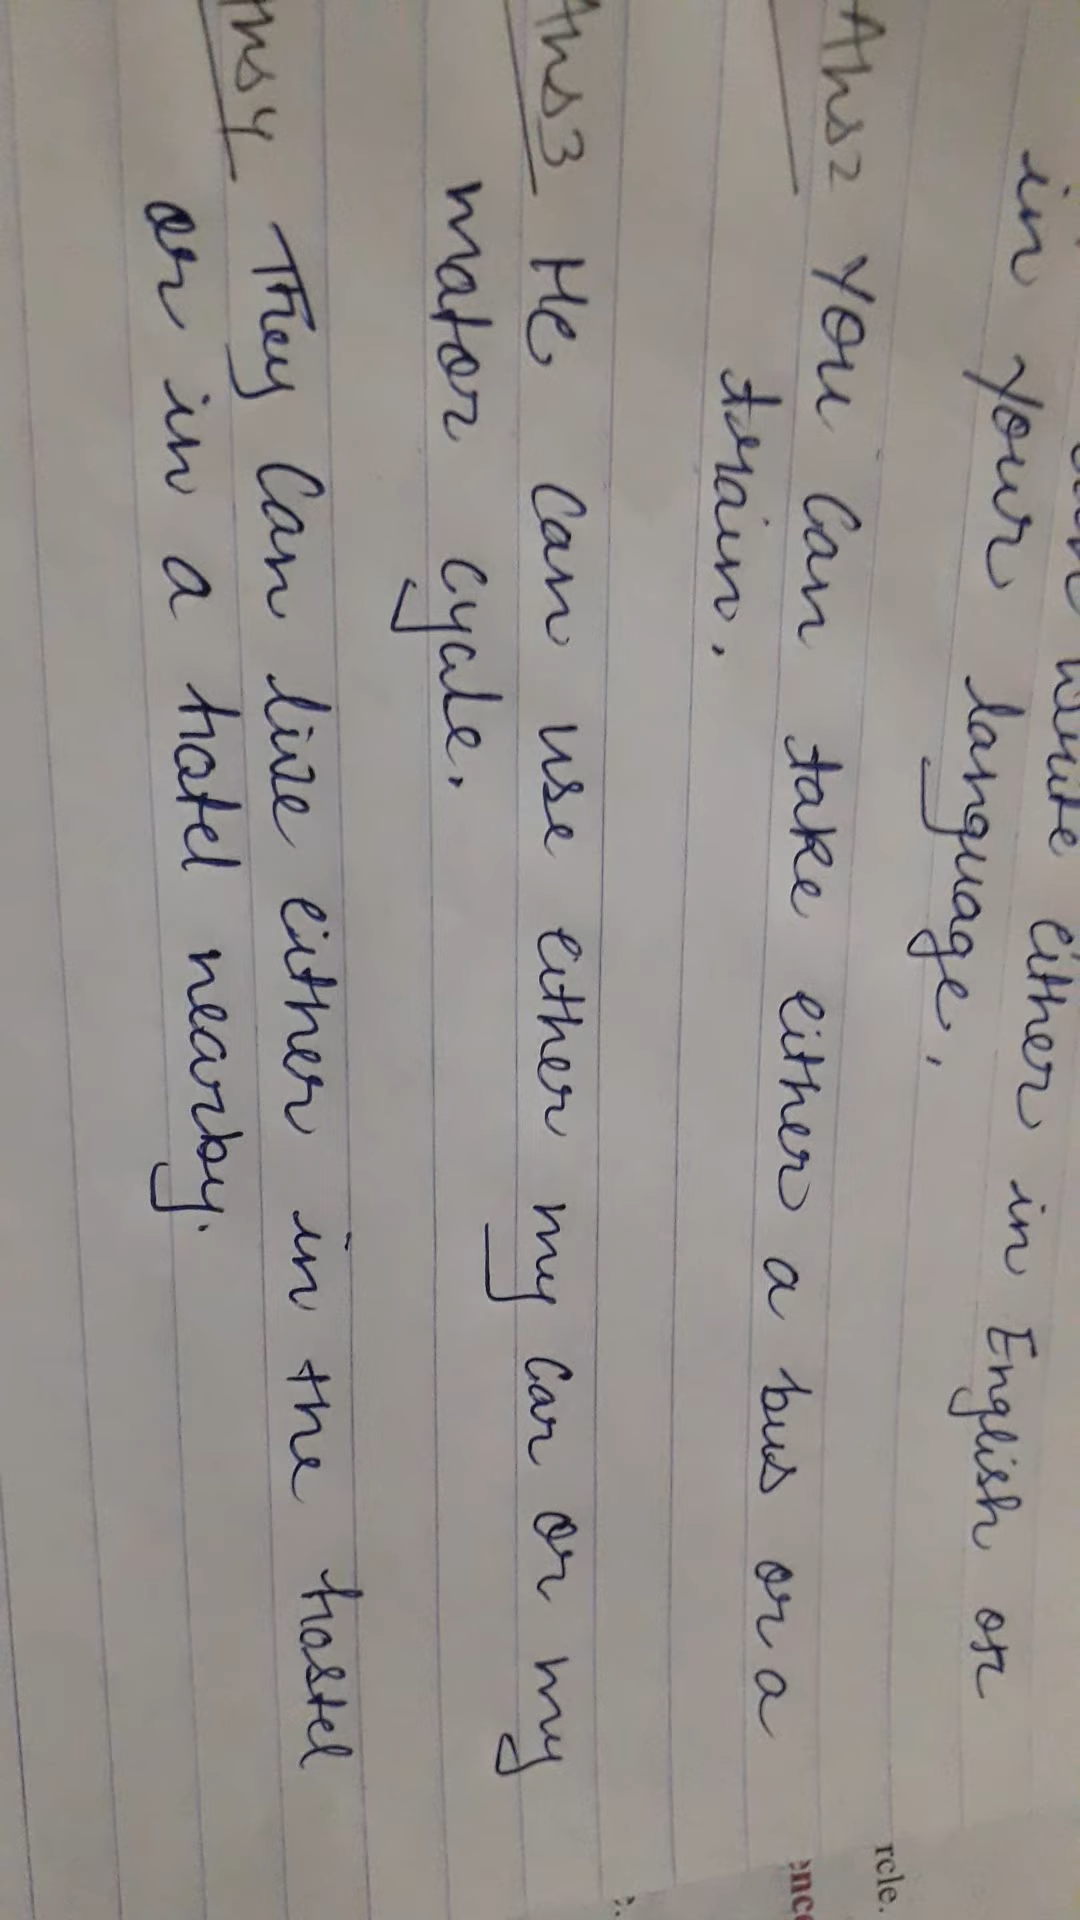 write either in English or
in Your language.
Ans2 You Can take either a bus or a
train.
Ans3 He Can use either my Car or my
mator cycle.
Ans4 They Can live either in the hostel
or in a hotel nearby.
rcle.